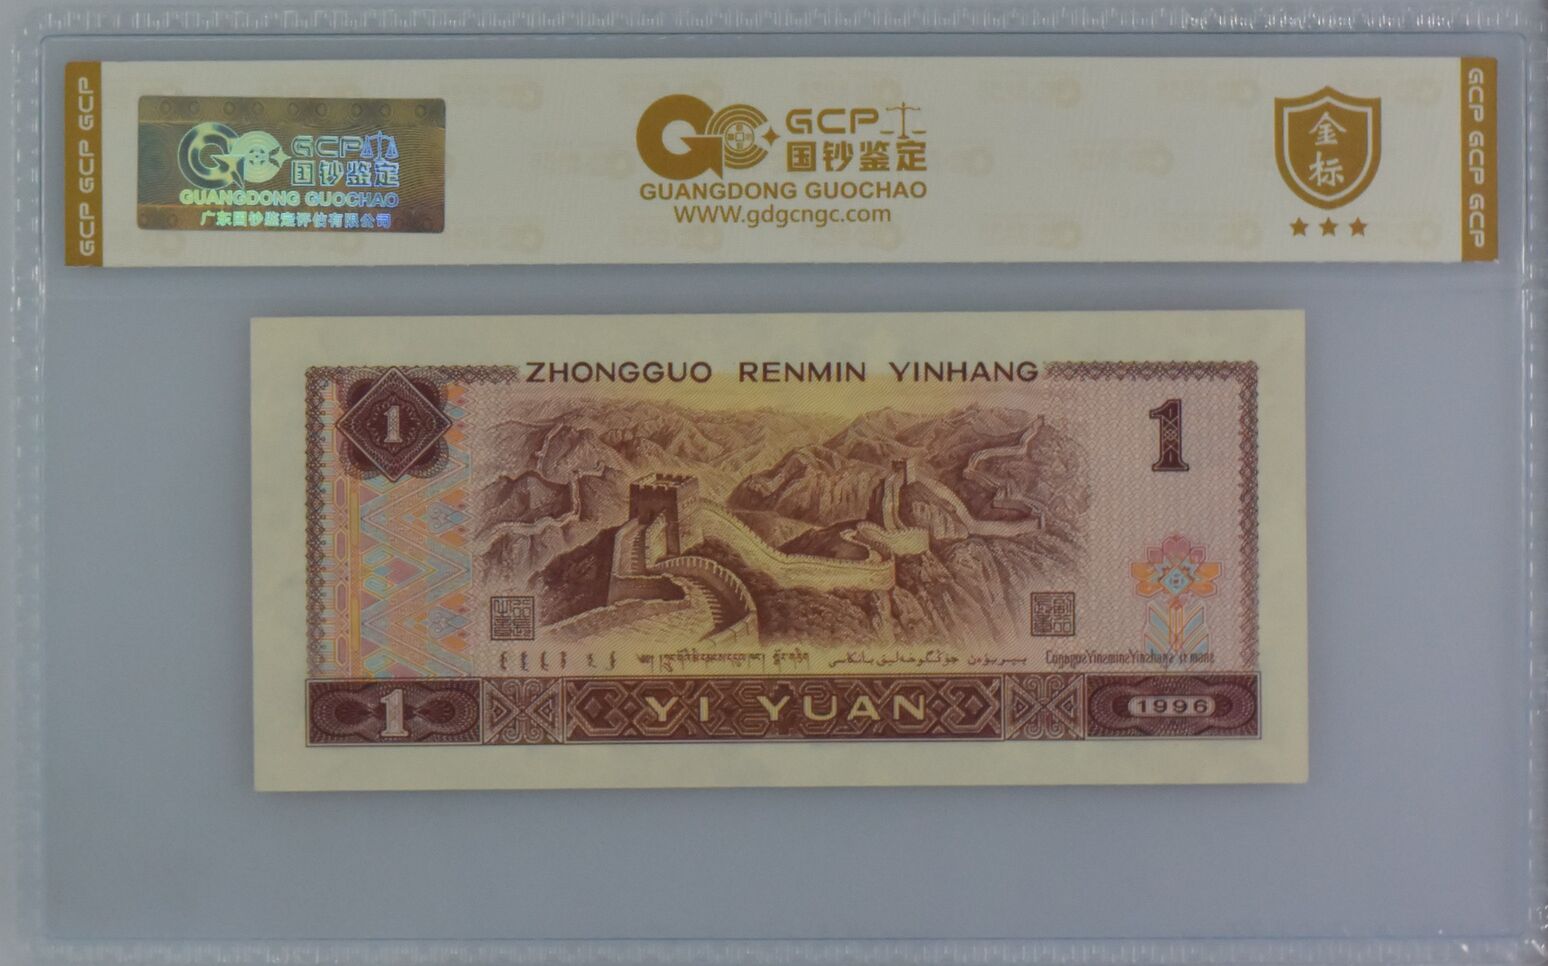 GCP GCP GCP
GCP
国钞鉴定
GUANGDONG GUOCHAO
广东国钞鉴定评估有限公司
GCP
国钞鉴定
GUANGDONG GUOCHAO
WWW.gdgcngc.com
金
标
GCP GCP GCP
ZHONGGUO RENMIN YINHANG
1
1
1
YI YUAN
1996